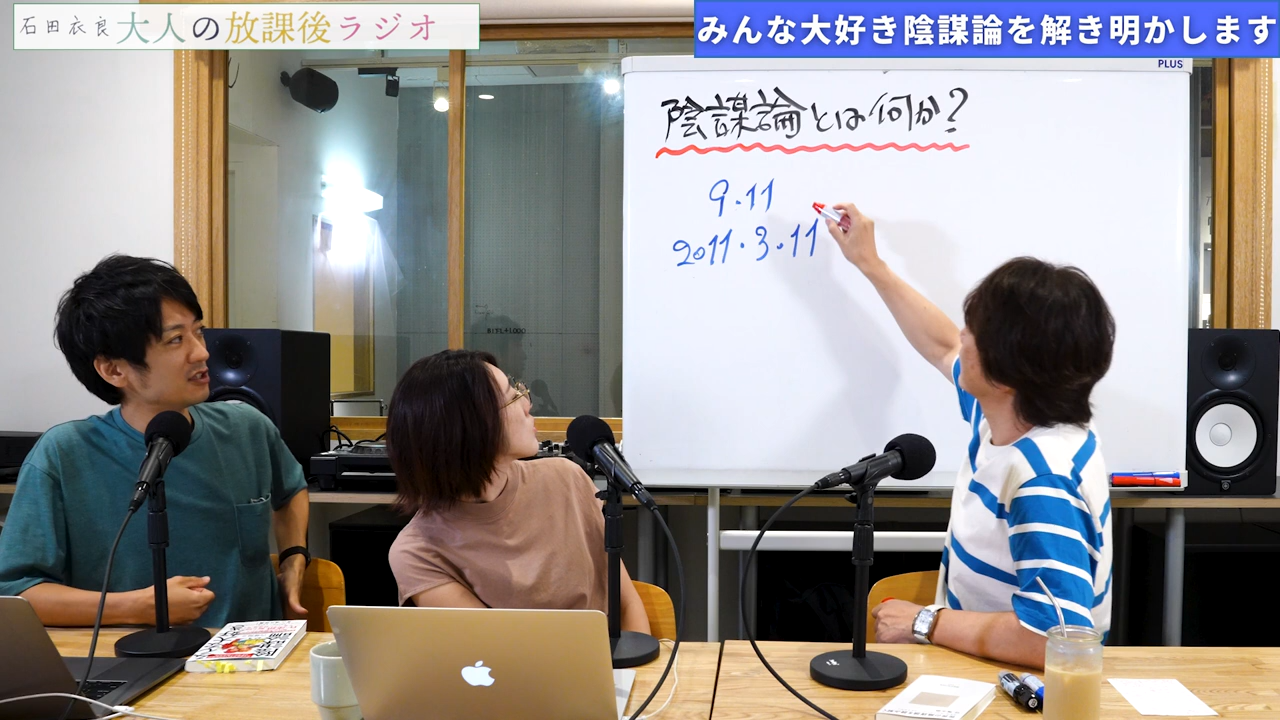 石田衣良 大人の放課後ラジオ
みんな大好き陰謀論を解き明かします
PLUS
陰謀論とは何か?
9.11
2011.3.11